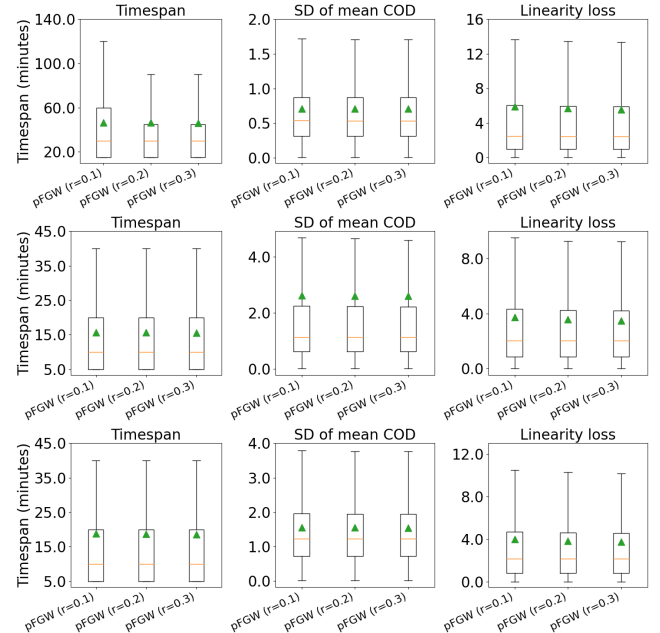 Timespan
SD of mean COD
Linearity loss
Timespan (minutes)
140.0
100.0
60.0
20.0
2.0
1.5
1.0
0.5
0.0
16
12
8
4
0
pFGW (r=0.1)
pFGW (r=0.2)
pFGW (r=0.3)
pFGW (r=0.1)
pFGW (r=0.2)
pFGW (r=0.3)
pFGW (r=0.1)
pFGW (r=0.2)
pFGW (r=0.3)
Timespan
SD of mean COD
Linearity loss
Timespan (minutes)
45.0
35.0
25.0
15.0
5.0
4.0
2.0
0.0
8.0
4.0
0.0
pFGW (r=0.1)
pFGW (r=0.2)
pFGW (r=0.3)
pFGW (r=0.1)
pFGW (r=0.2)
pFGW (r=0.3)
pFGW (r=0.1)
pFGW (r=0.2)
pFGW (r=0.3)
Timespan
SD of mean COD
Linearity loss
Timespan (minutes)
45.0
35.0
25.0
15.0
5.0
4.0
3.0
2.0
1.0
0.0
12.0
8.0
4.0
0.0
pFGW (r=0.1)
pFGW (r=0.2)
pFGW (r=0.3)
pFGW (r=0.1)
pFGW (r=0.2)
pFGW (r=0.3)
pFGW (r=0.1)
pFGW (r=0.2)
pFGW (r=0.3)